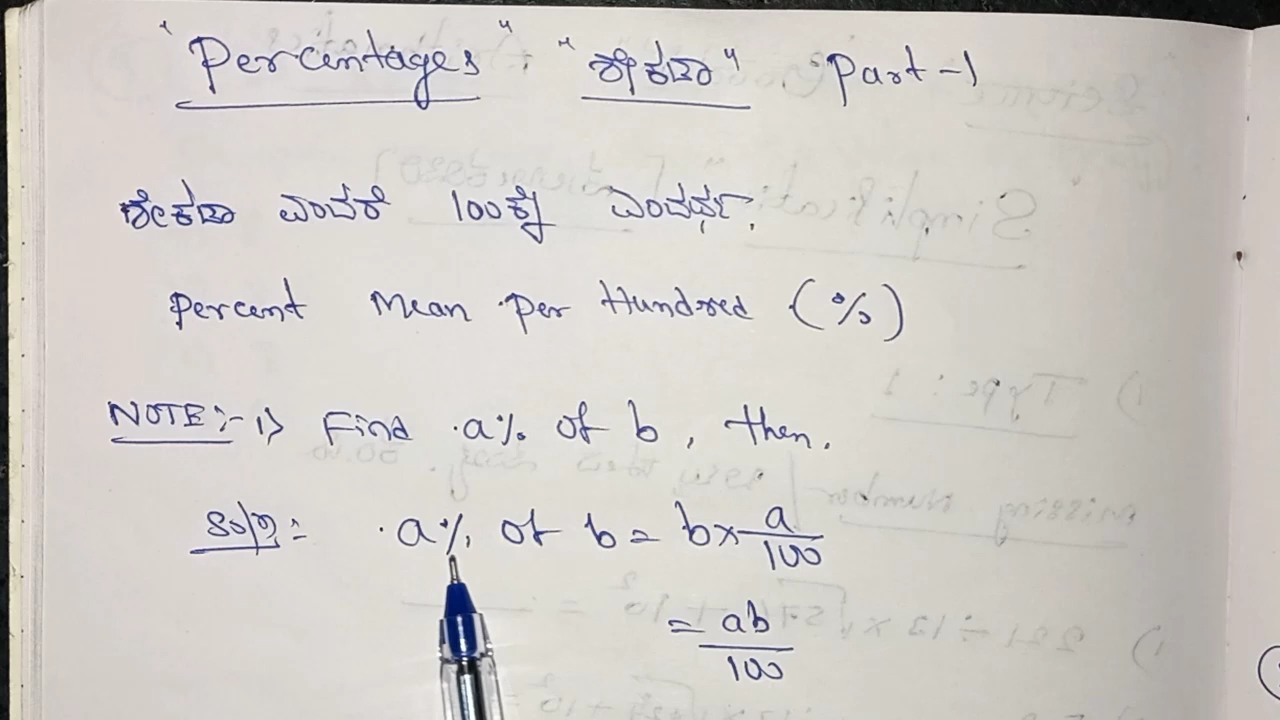 "Percentages" "ಶೇಕಡಾ" Part-1
ಶೇಕಡಾ ಎಂದರೆ 100ಕ್ಕೆ ಎಂದರ್ಥ.
Percent Mean Per Hundred (%)
NOTE:- 1) Find a% of b, then.
Soln: a% of b = b× a/100
= ab/100